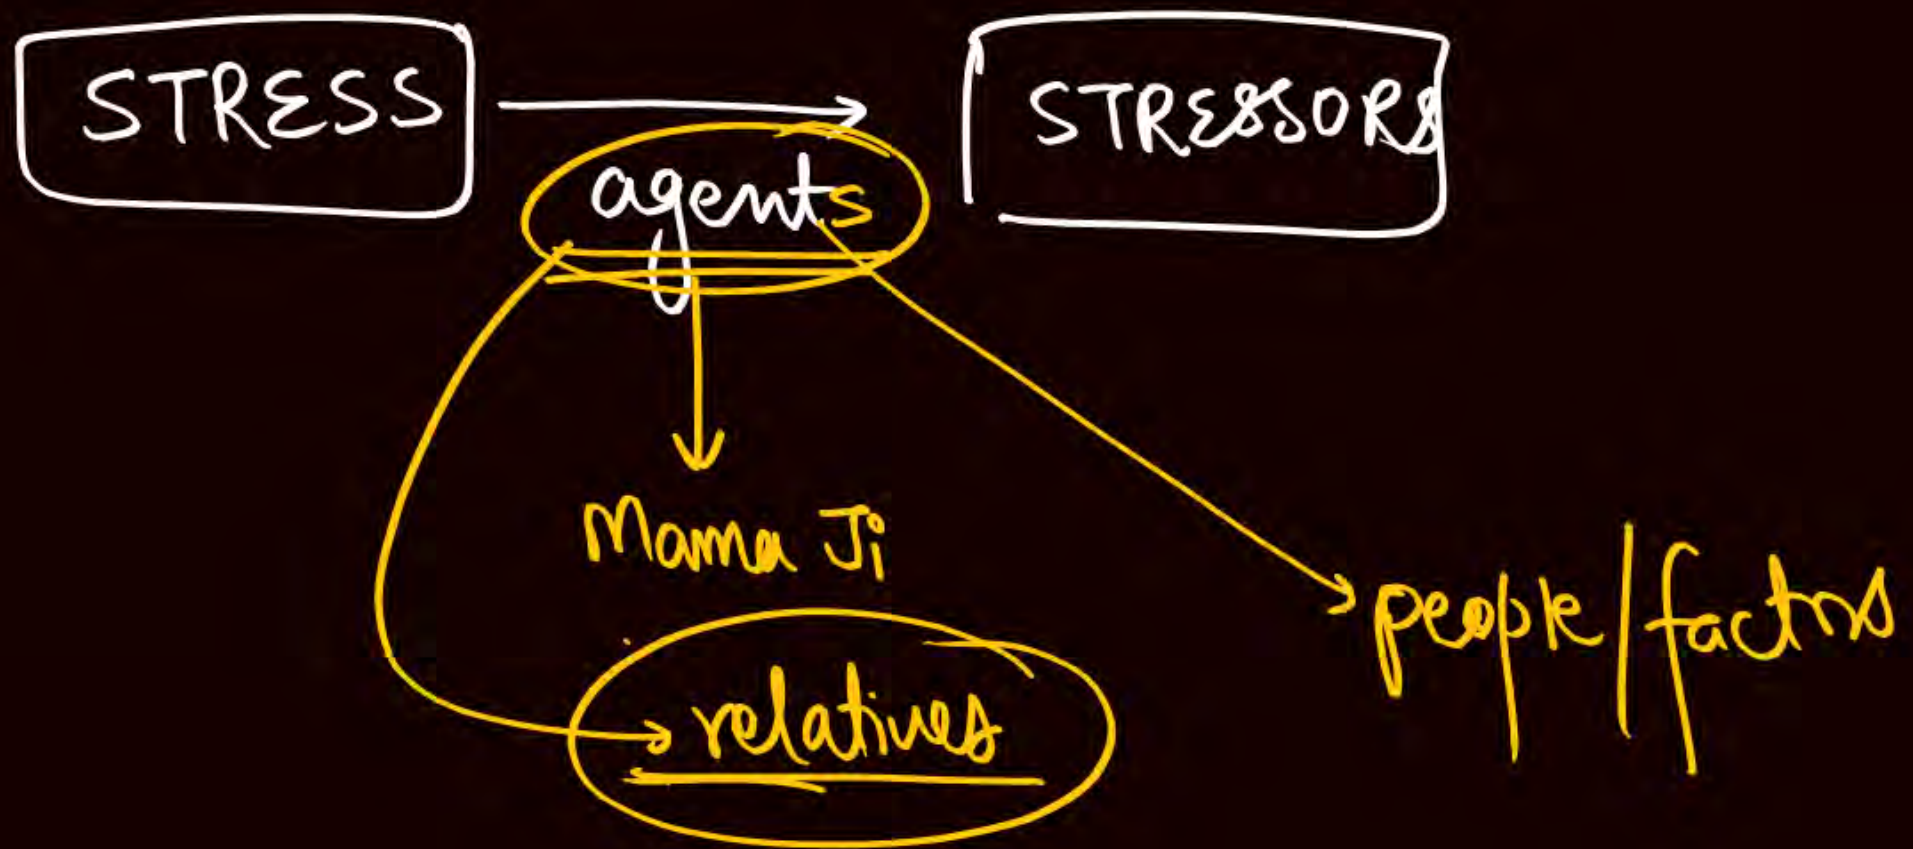 STRESS
STRESSORS
agents
Mama Ji
people/factors
relatives